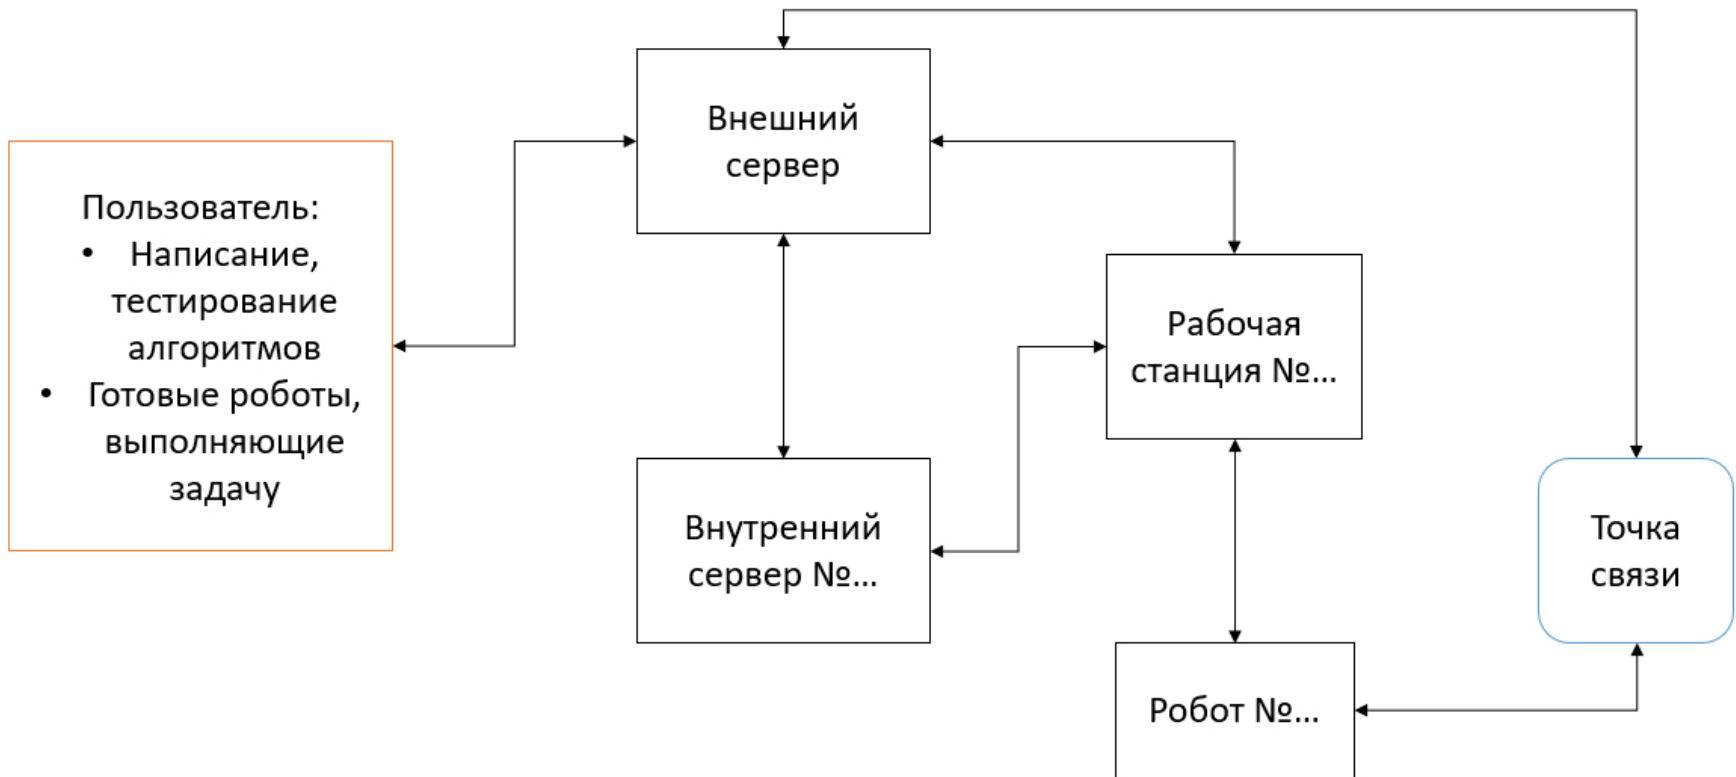 Внешний
сервер
Пользователь:
• Написание,
тестирование
алгоритмов
• Готовые роботы,
выполняющие
задачу
Рабочая
станция №...
Внутренний
сервер №...
Точка
связи
Робот №...